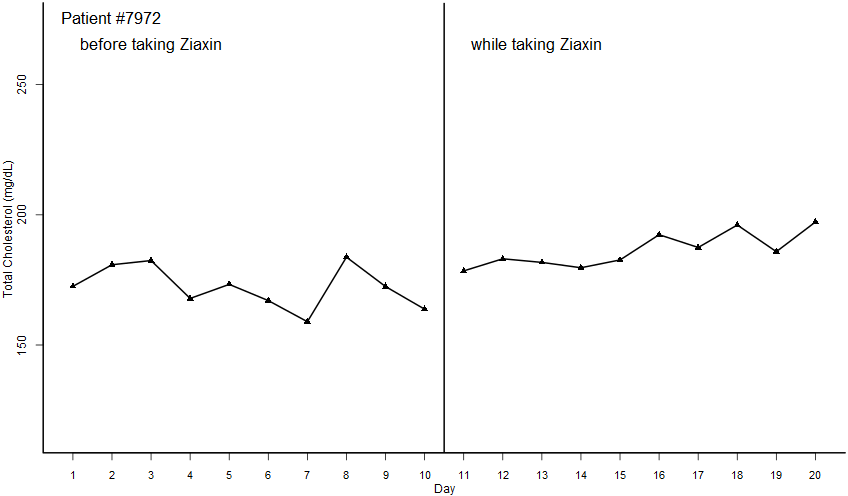 Patient #7972
before taking Ziaxin
while taking Ziaxin
Total Cholesterol (mg/dL)
250
200
150
1 2 3 4 5 6 7 8 9 10 11 12 13 14 15 16 17 18 19 20
Day